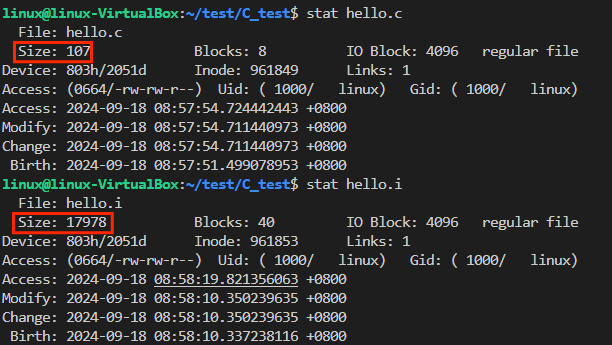 linux@linux-VirtualBox:~/test/C_test$ stat hello.c
File: hello.c
Size: 107 Blocks: 8 IO Block: 4096 regular file
Device: 803h/2051d Inode: 961849 Links: 1
Access: (0664/-rw-rw-r--) Uid: ( 1000/ linux) Gid: ( 1000/ linux)
Access: 2024-09-18 08:57:54.724442443 +0800
Modify: 2024-09-18 08:57:54.711440973 +0800
Change: 2024-09-18 08:57:54.711440973 +0800
Birth: 2024-09-18 08:57:51.499078953 +0800
linux@linux-VirtualBox:~/test/C_test$ stat hello.i
File: hello.i
Size: 17978 Blocks: 40 IO Block: 4096 regular file
Device: 803h/2051d Inode: 961853 Links: 1
Access: (0664/-rw-rw-r--) Uid: ( 1000/ linux) Gid: ( 1000/ linux)
Access: 2024-09-18 08:58:19.821356063 +0800
Modify: 2024-09-18 08:58:10.350239635 +0800
Change: 2024-09-18 08:58:10.350239635 +0800
Birth: 2024-09-18 08:58:10.337238116 +0800